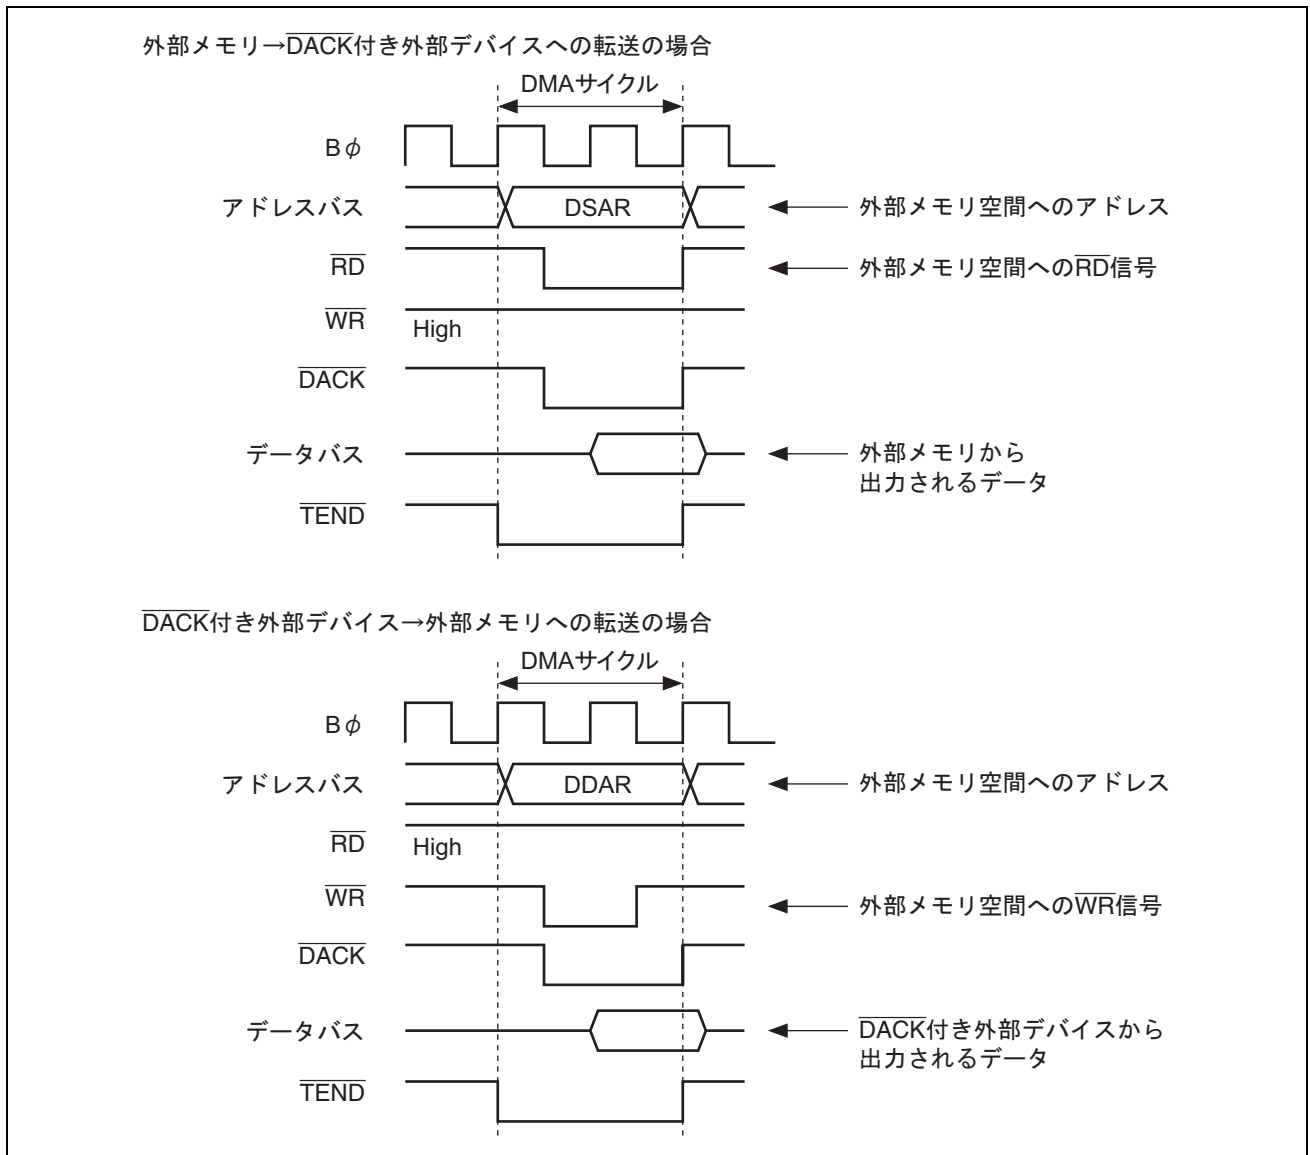 外部メモリ→DACK付き外部デバイスへの転送の場合
DMAサイクル
Bφ
アドレスバス
DSAR
外部メモリ空間へのアドレス
RD
外部メモリ空間へのRD信号
WR
High
DACK
データバス
外部メモリから
出力されるデータ
TEND
DACK付き外部デバイス→外部メモリへの転送の場合
DMAサイクル
Bφ
アドレスバス
DDAR
外部メモリ空間へのアドレス
RD
High
WR
外部メモリ空間へのWR信号
DACK
データバス
DACK付き外部デバイスから
出力されるデータ
TEND